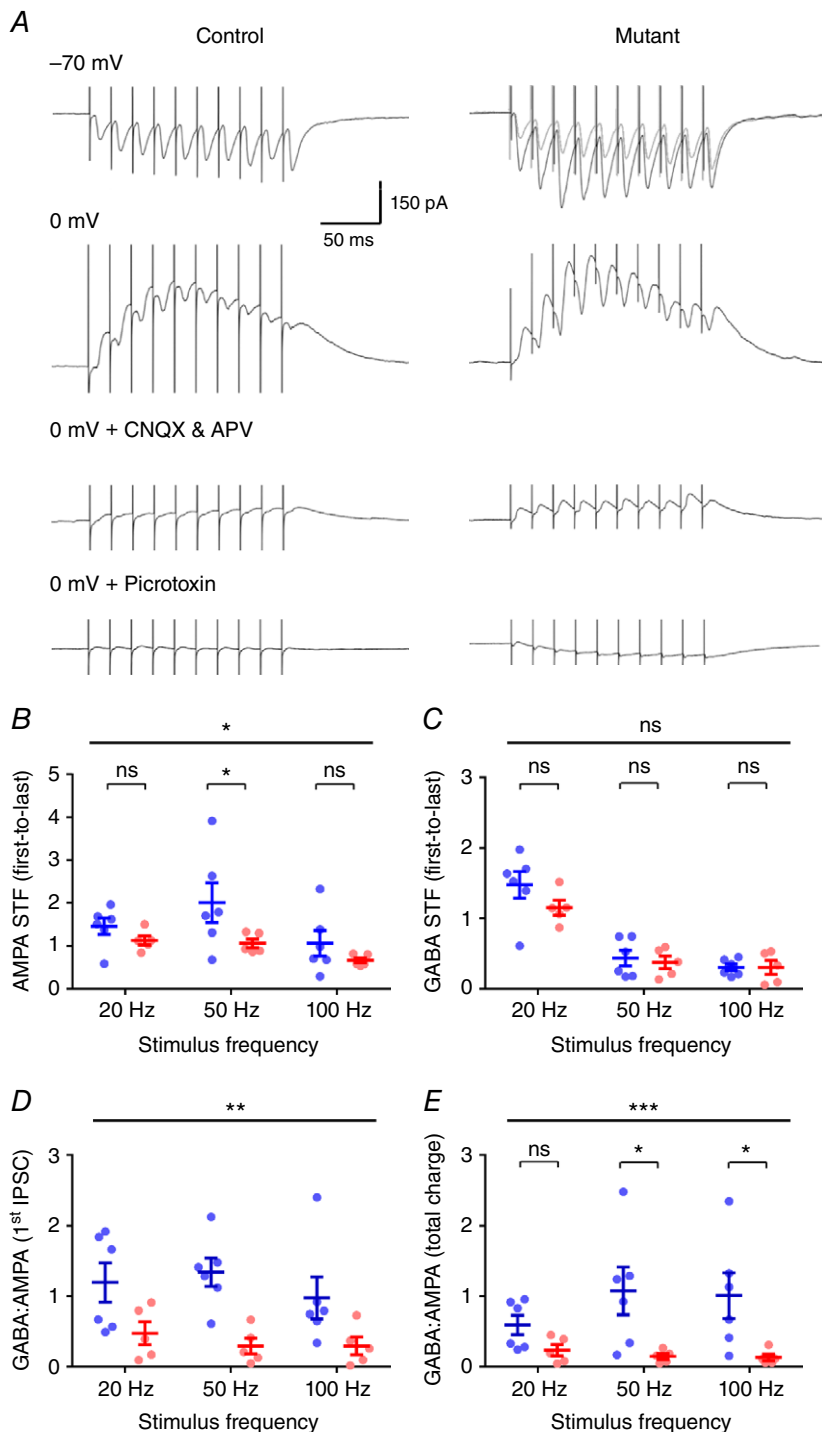 A
Control
Mutant
–70 mV
150 pA
50 ms
0 mV
0 mV + CNQX & APV
0 mV + Picrotoxin
B
*
ns
*
ns
5
4
3
2
1
0
AMPA STF (first-to-last)
20 Hz
50 Hz
100 Hz
Stimulus frequency
C
ns
ns
ns
ns
3
2
1
0
GABA STF (first-to-last)
20 Hz
50 Hz
100 Hz
Stimulus frequency
D
**
3
2
1
0
GABA:AMPA (1st IPSC)
20 Hz
50 Hz
100 Hz
Stimulus frequency
E
***
ns
*
*
3
2
1
0
GABA:AMPA (total charge)
20 Hz
50 Hz
100 Hz
Stimulus frequency